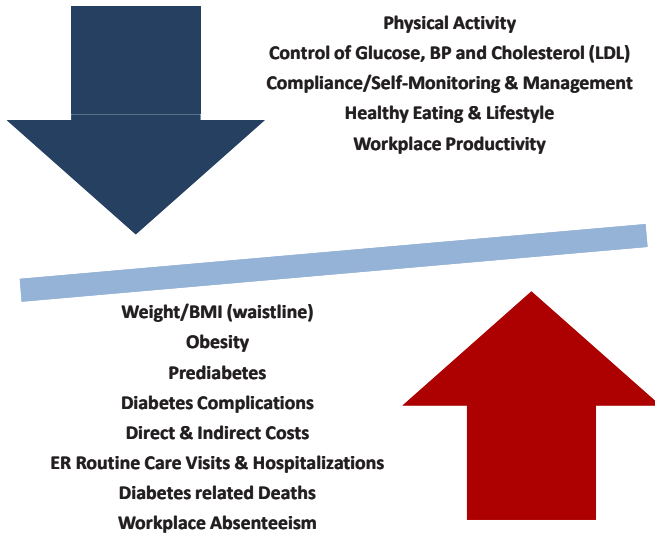 Physical Activity
Control of Glucose, BP and Cholesterol (LDL)
Compliance/Self-Monitoring & Management
Healthy Eating & Lifestyle
Workplace Productivity
Weight/BMI (waistline)
Obesity
Prediabetes
Diabetes Complications
Direct & Indirect Costs
ER Routine Care Visits & Hospitalizations
Diabetes related Deaths
Workplace Absenteeism